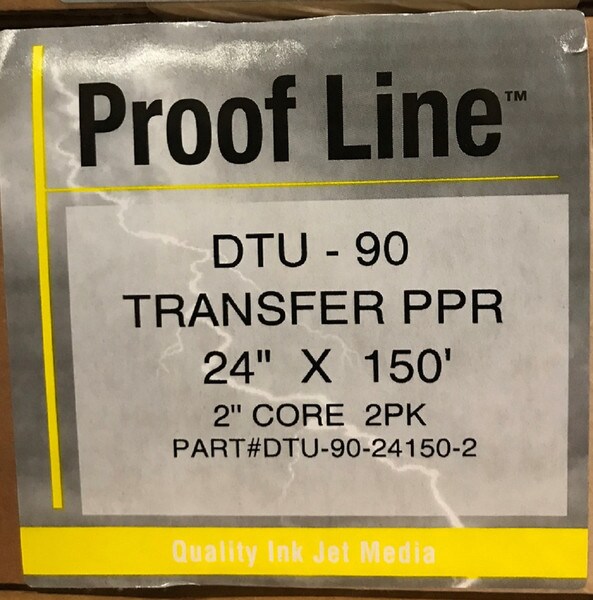 Proof Line™
DTU - 90
TRANSFER PPR
24" X 150'
2" CORE 2PK
PART#DTU-90-24150-2
Quality Ink Jet Media